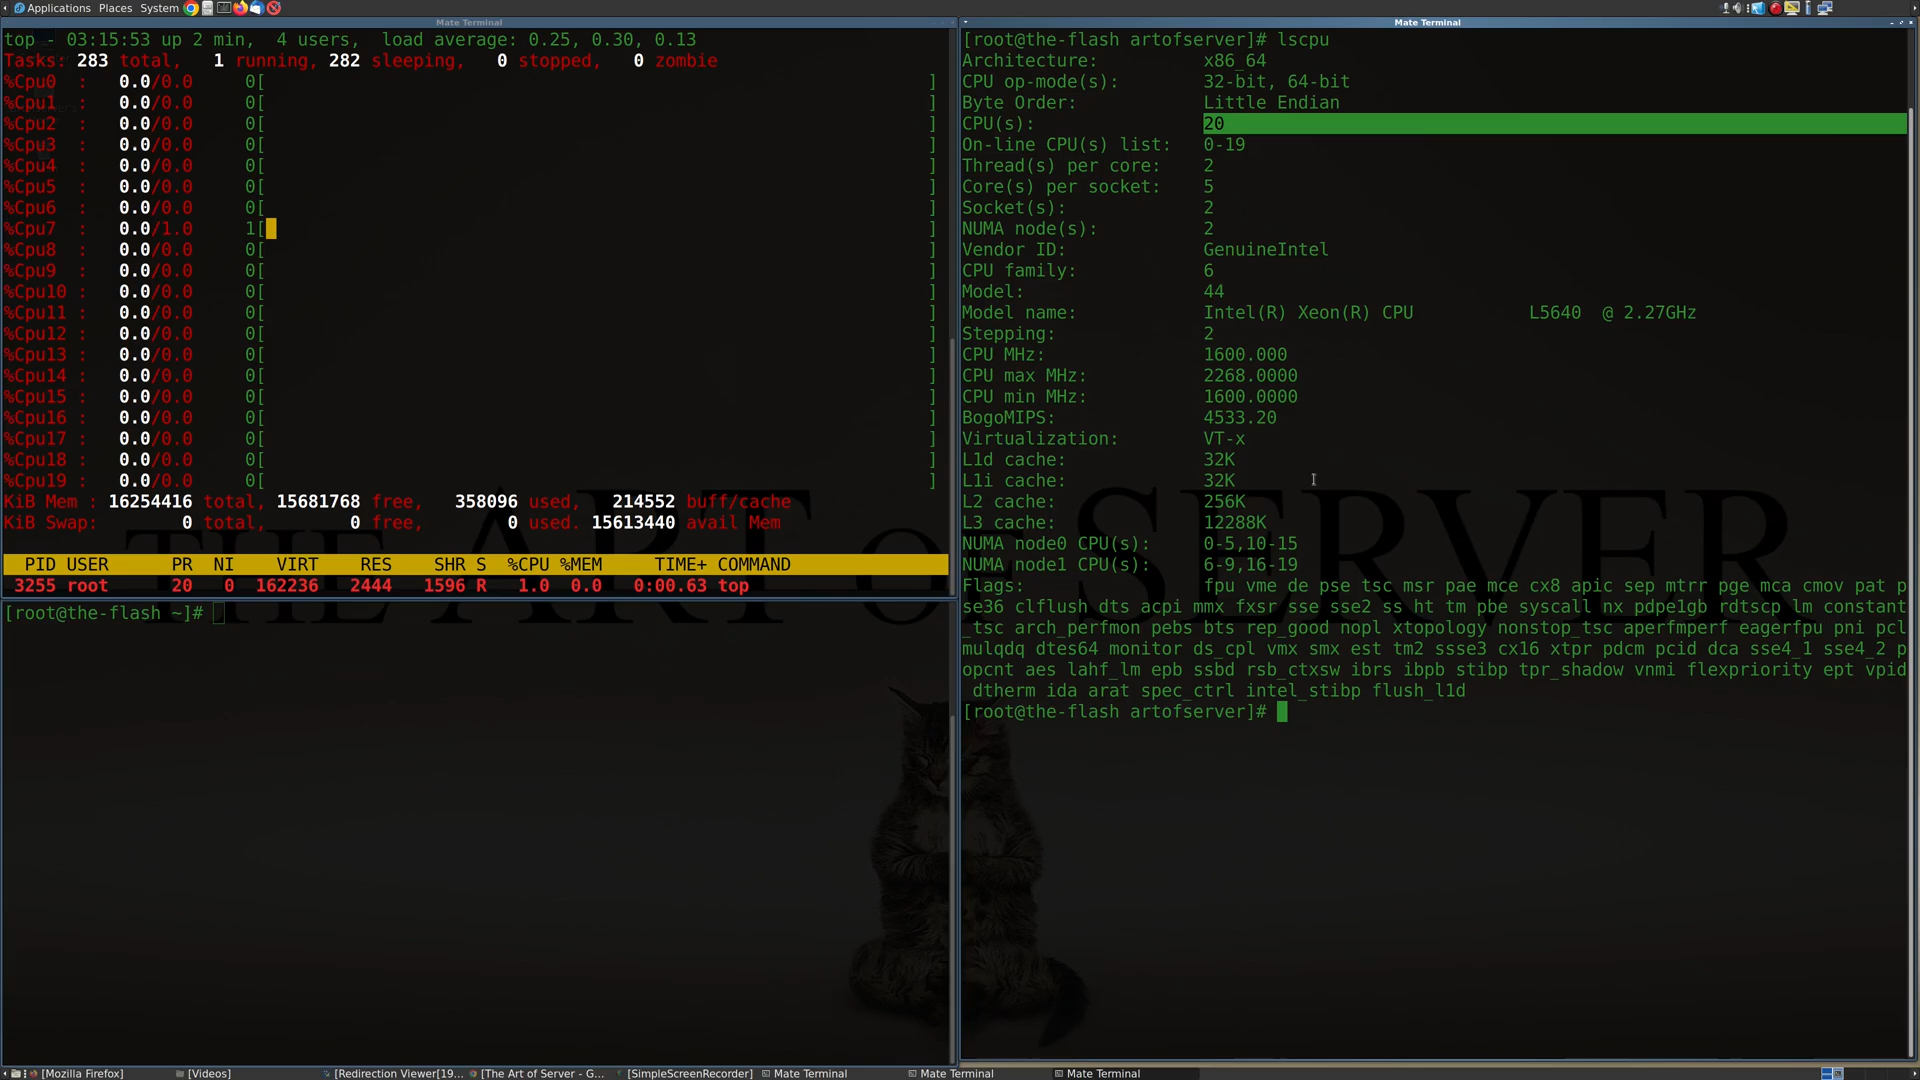 Applications Places System
Mate Terminal
top - 03:15:53 up 2 min, 4 users, load average: 0.25, 0.30, 0.13
Tasks: 283 total, 1 running, 282 sleeping, 0 stopped, 0 zombie
%Cpu0 : 0.0/0.0 0[ ]
%Cpu1 : 0.0/0.0 0[ ]
%Cpu2 : 0.0/0.0 0[ ]
%Cpu3 : 0.0/0.0 0[ ]
%Cpu4 : 0.0/0.0 0[ ]
%Cpu5 : 0.0/0.0 0[ ]
%Cpu6 : 0.0/0.0 0[ ]
%Cpu7 : 0.0/1.0 1[ ]
%Cpu8 : 0.0/0.0 0[ ]
%Cpu9 : 0.0/0.0 0[ ]
%Cpu10 : 0.0/0.0 0[ ]
%Cpu11 : 0.0/0.0 0[ ]
%Cpu12 : 0.0/0.0 0[ ]
%Cpu13 : 0.0/0.0 0[ ]
%Cpu14 : 0.0/0.0 0[ ]
%Cpu15 : 0.0/0.0 0[ ]
%Cpu16 : 0.0/0.0 0[ ]
%Cpu17 : 0.0/0.0 0[ ]
%Cpu18 : 0.0/0.0 0[ ]
%Cpu19 : 0.0/0.0 0[ ]
KiB Mem : 16254416 total, 15681768 free, 358096 used, 214552 buff/cache
KiB Swap: 0 total, 0 free, 0 used. 15613440 avail Mem
PID USER PR NI VIRT RES SHR S %CPU %MEM TIME+ COMMAND
3255 root 20 0 162236 2444 1596 R 1.0 0.0 0:00.63 top
[root@the-flash ~]#
Mate Terminal
[root@the-flash artofserver]# lscpu
Architecture: x86_64
CPU op-mode(s): 32-bit, 64-bit
Byte Order: Little Endian
CPU(s): 20
On-line CPU(s) list: 0-19
Thread(s) per core: 2
Core(s) per socket: 5
Socket(s): 2
NUMA node(s): 2
Vendor ID: GenuineIntel
CPU family: 6
Model: 44
Model name: Intel(R) Xeon(R) CPU L5640 @ 2.27GHz
Stepping: 2
CPU MHz: 1600.000
CPU max MHz: 2268.0000
CPU min MHz: 1600.0000
BogoMIPS: 4533.20
Virtualization: VT-x
L1d cache: 32K
L1i cache: 32K
L2 cache: 256K
L3 cache: 12288K
NUMA node0 CPU(s): 0-5,10-15
NUMA node1 CPU(s): 6-9,16-19
Flags: fpu vme de pse tsc msr pae mce cx8 apic sep mtrr pge mca cmov pat p
se36 clflush dts acpi mmx fxsr sse sse2 ss ht tm pbe syscall nx pdpe1gb rdtscp lm constant
_tsc arch_perfmon pebs bts rep_good nopl xtopology nonstop_tsc aperfmperf eagerfpu pni pcl
mulqdq dtes64 monitor ds_cpl vmx smx est tm2 ssse3 cx16 xtpr pdcm pcid dca sse4_1 sse4_2 p
opcnt aes lahf_lm epb ssbd rsb_ctxsw ibrs ibpb stibp tpr_shadow vnmi flexpriority ept vpid
dtherm ida arat spec_ctrl intel_stibp flush_l1d
[root@the-flash artofserver]#
THE ART of SERVER
[Mozilla Firefox] [Videos] [Redirection Viewer[19... [The Art of Server - G... [SimpleScreenRecorder] Mate Terminal Mate Terminal Mate Terminal